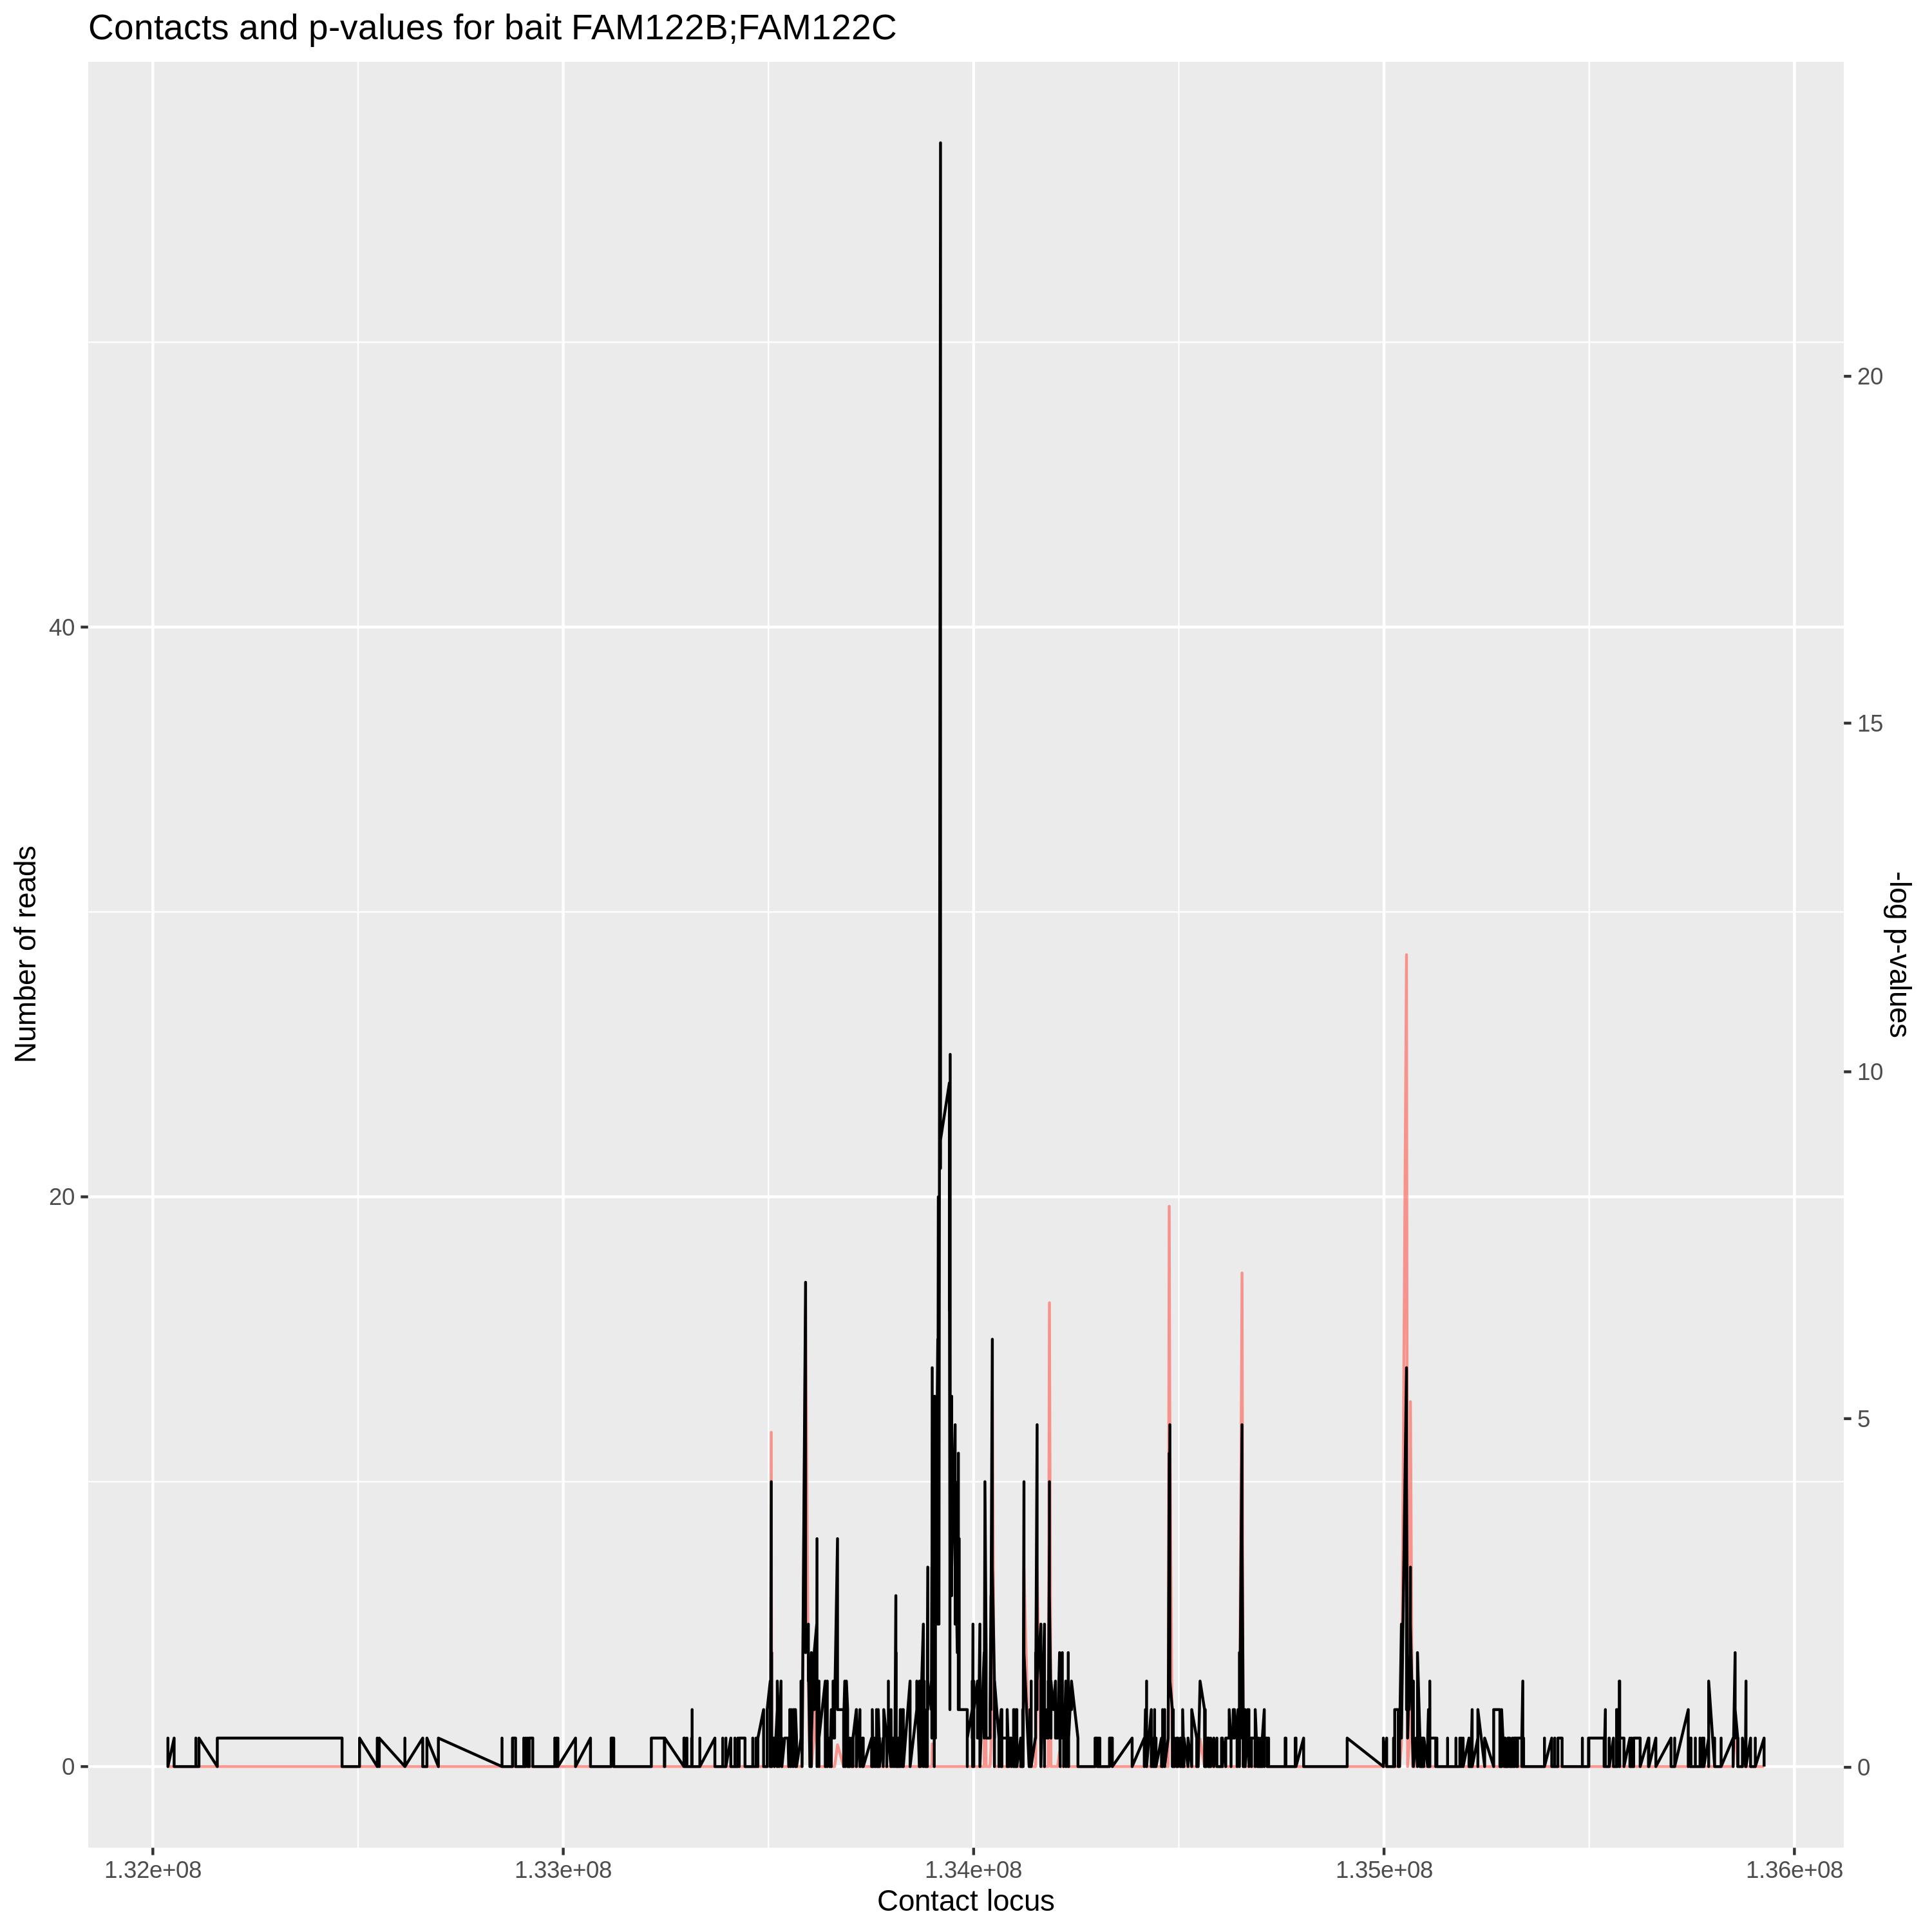 Contacts and p-values for bait FAM122B;FAM122C
Number of reads
40
20
0
20
15
10
5
0
-log p-values
1.32e+08 1.33e+08 1.34e+08 1.35e+08 1.36e+08
Contact locus